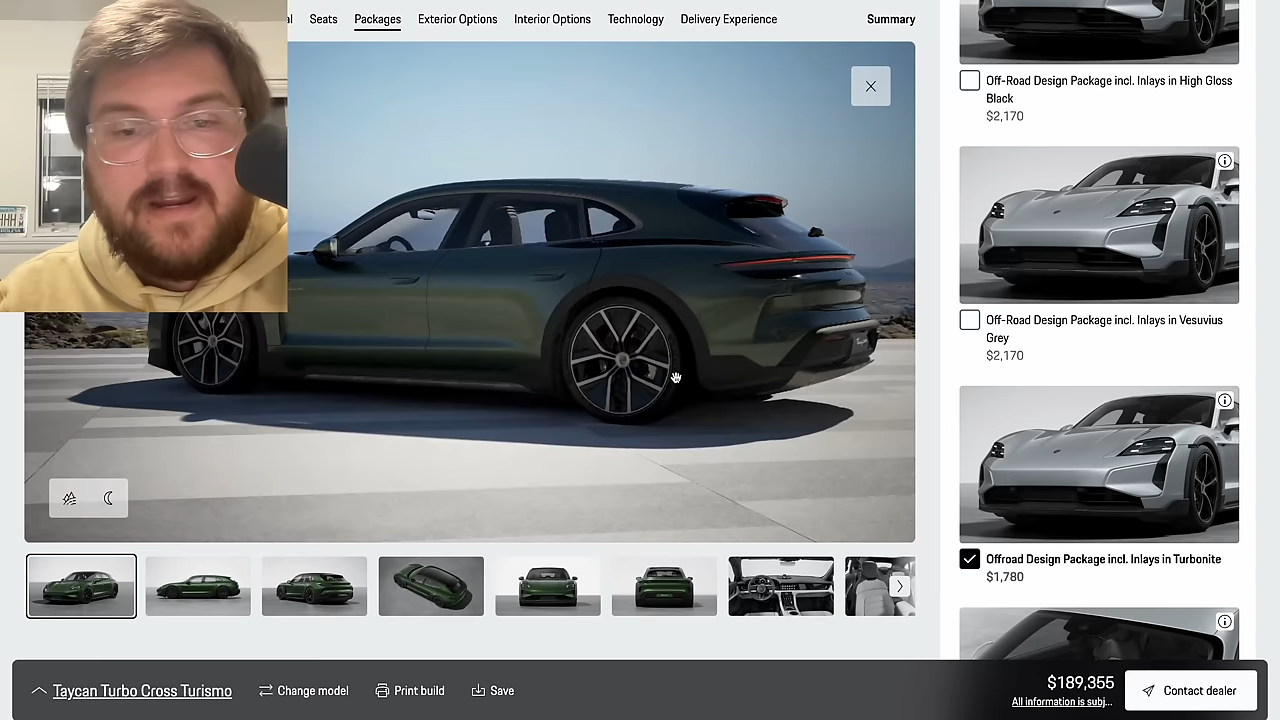 Seats
Packages
Exterior Options
Interior Options
Technology
Delivery Experience
Summary
Off-Road Design Package incl. Inlays in High Gloss
Black
$2,170
Off-Road Design Package incl. Inlays in Vesuvius
Grey
$2,170
Offroad Design Package incl. Inlays in Turbonite
$1,780
Taycan Turbo Cross Turismo
Change model
Print build
Save
$189,355
All information is subj...
Contact dealer